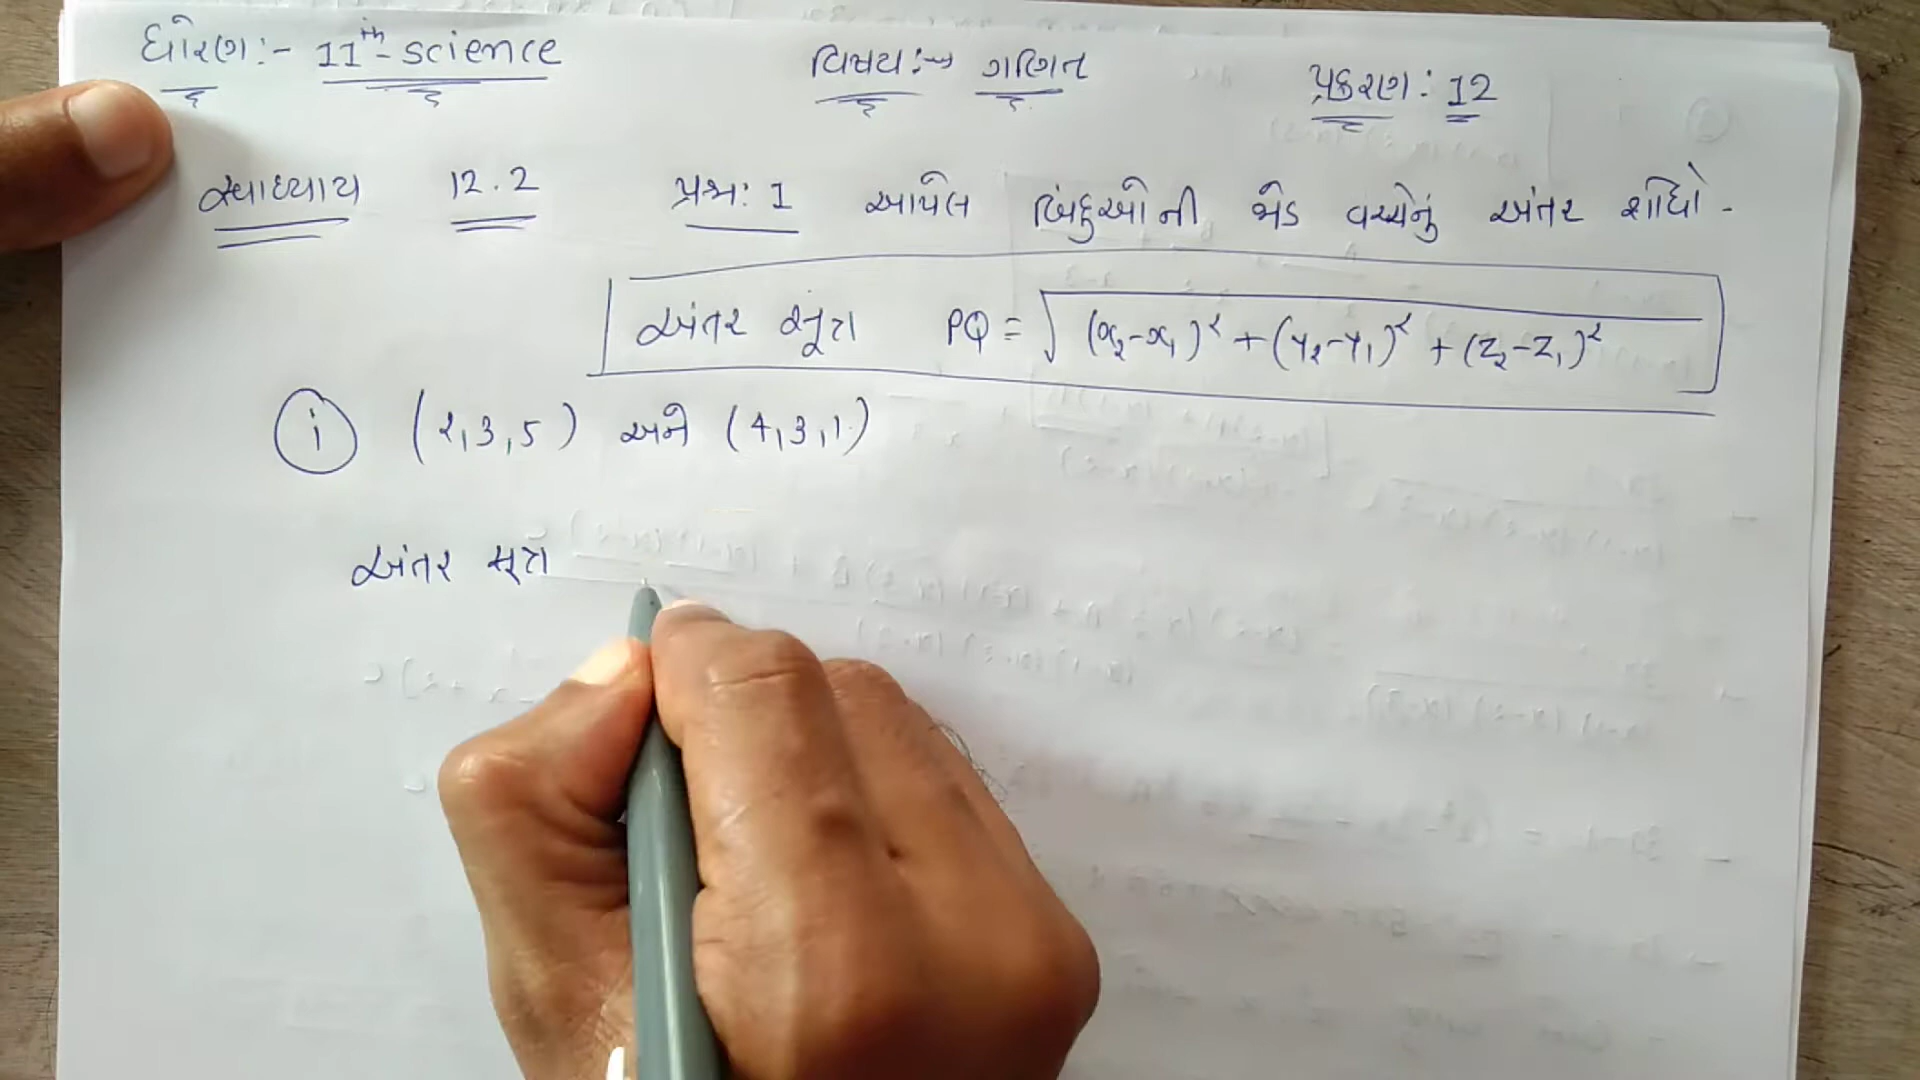 ધોરણ:- 11th-science વિષય:→ ગણિત પ્રકરણ: 12
સ્વાધ્યાય 12.2 પ્રશ્ન: 1 આપેલ બિંદુઓની જોડ વચ્ચેનું અંતર શોધો.
અંતર સૂત્ર PQ = √(x₂-x₁)² + (y₂-y₁)² + (z₂-z₁)²
i (2,3,5) અને (4,3,1)
અંતર સૂત્ર